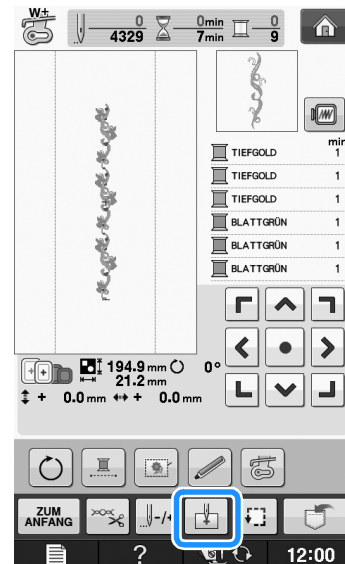 W+
0 0min 0
4329 7min 9
min
TIEFGOLD 1
TIEFGOLD 1
TIEFGOLD 1
BLATTGRÜN 1
BLATTGRÜN 1
BLATTGRÜN 1
194.9 mm 0°
21.2 mm
+ 0.0 mm + 0.0 mm
ZUM
ANFANG
-/+
? 12:00